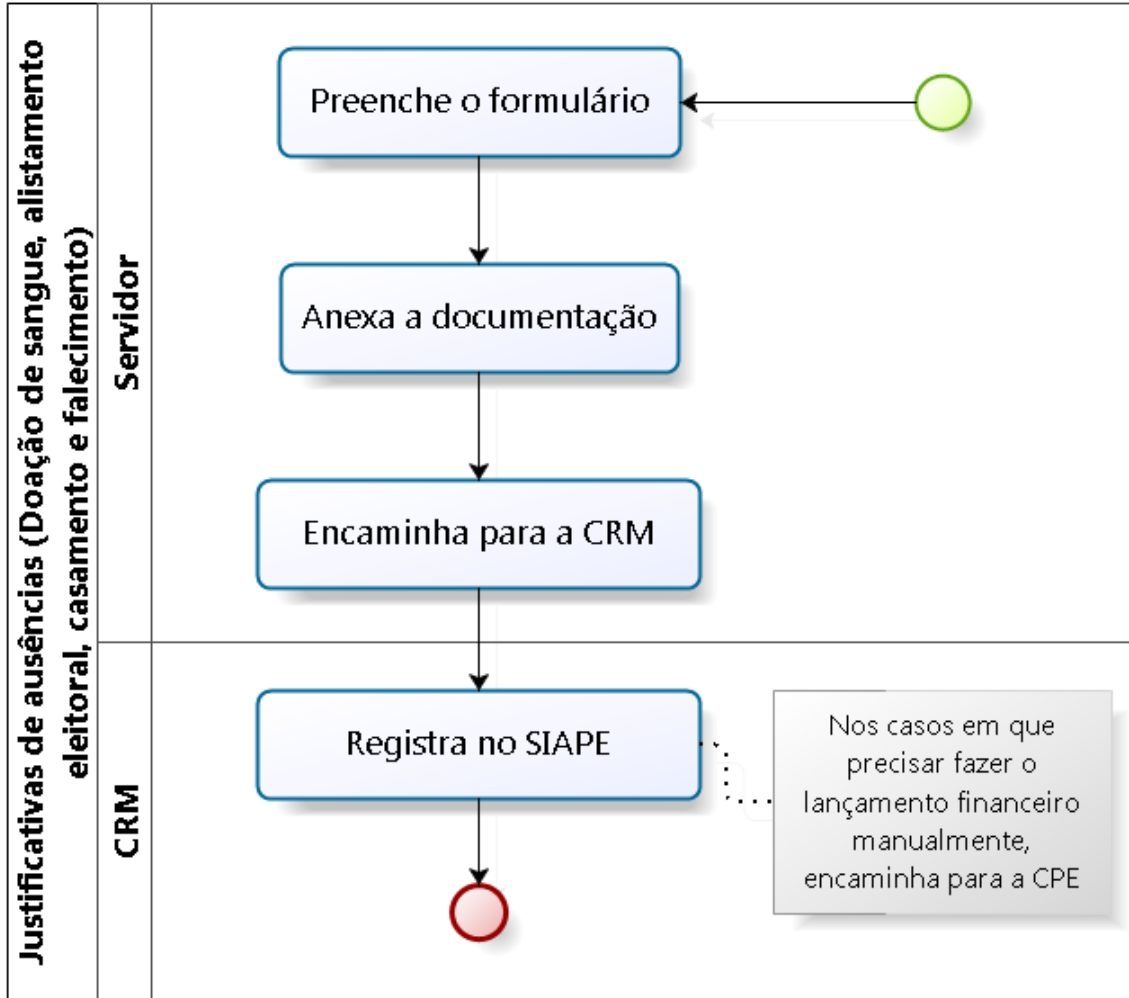 Justificativas de ausências (Doação de sangue, alistamento
eleitoral, casamento e falecimento)
Servidor
Preenche o formulário
Anexa a documentação
Encaminha para a CRM
CRM
Registra no SIAPE
Nos casos em que
precisar fazer o
lançamento financeiro
manualmente,
encaminha para a CPE